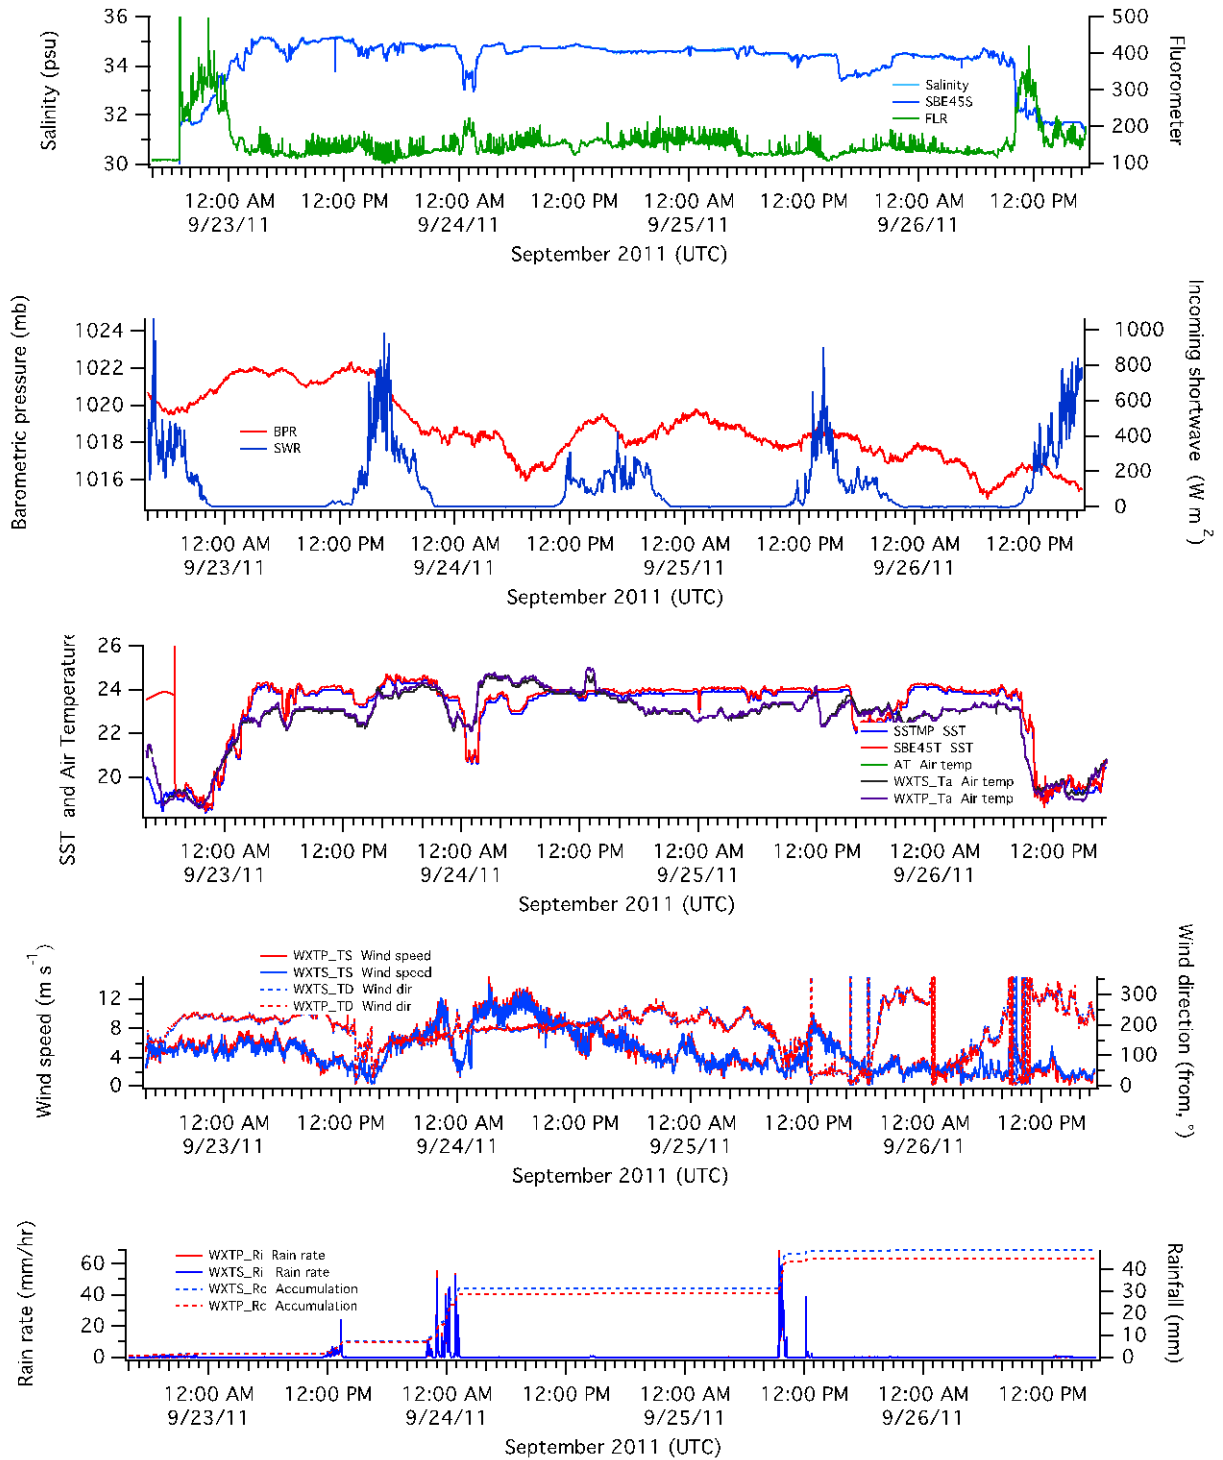 36
34
32
30
Salinity (psu)
500
400
300
200
100
Fluorometer
Salinity
SBE45S
FLR
12:00 AM 12:00 PM 12:00 AM 12:00 PM 12:00 AM 12:00 PM 12:00 AM 12:00 PM
9/23/11 9/24/11 9/25/11 9/26/11
September 2011 (UTC)
Barometric pressure (mb)
1024
1022
1020
1018
1016
Incoming shortwave (W m²)
1000
800
600
400
200
0
BPR
SWR
12:00 AM 12:00 PM 12:00 AM 12:00 PM 12:00 AM 12:00 PM 12:00 AM 12:00 PM
9/23/11 9/24/11 9/25/11 9/26/11
September 2011 (UTC)
SST and Air Temperature
26
24
22
20
SSTMP SST
SBE45T SST
AT Air temp
WXTS_Ta Air temp
WXTP_Ta Air temp
12:00 AM 12:00 PM 12:00 AM 12:00 PM 12:00 AM 12:00 PM 12:00 AM 12:00 PM
9/23/11 9/24/11 9/25/11 9/26/11
September 2011 (UTC)
Wind speed (m s⁻¹)
12
8
4
0
WXTP_TS Wind speed
WXTS_TS Wind speed
WXTS_TD Wind dir
WXTP_TD Wind dir
300
200
100
0
Wind direction (from, °)
12:00 AM 12:00 PM 12:00 AM 12:00 PM 12:00 AM 12:00 PM 12:00 AM 12:00 PM
9/23/11 9/24/11 9/25/11 9/26/11
September 2011 (UTC)
Rain rate (mm/hr)
60
40
20
0
WXTP_Ri Rain rate
WXTS_Ri Rain rate
WXTS_Rc Accumulation
WXTP_Rc Accumulation
40
30
20
10
0
Rainfall (mm)
12:00 AM 12:00 PM 12:00 AM 12:00 PM 12:00 AM 12:00 PM 12:00 AM 12:00 PM
9/23/11 9/24/11 9/25/11 9/26/11
September 2011 (UTC)